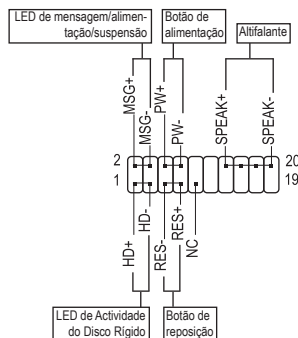 LED de mensagem/alimen-
tação/suspensão
Botão de
alimentação
Altifalante
MSG+
MSG-
PW+
PW-
SPEAK+
SPEAK-
2
20
1
19
HD+
HD-
RES-
RES+
NC
LED de Actividade
do Disco Rígido
Botão de
reposição